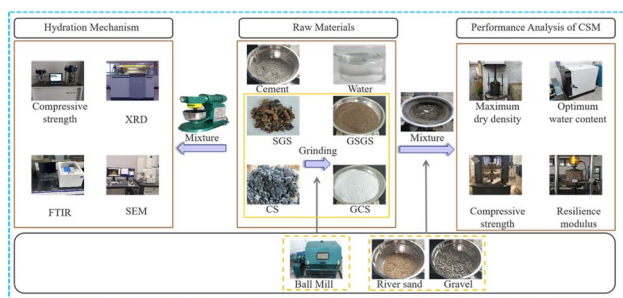 Hydration Mechanism
Raw Materials
Performance Analysis of CSM
Compressive
strength
XRD
FTIR
SEM
Mixture
Cement
Water
SGS
GSGS
Grinding
CS
GCS
Mixture
Maximum
dry density
Optimum
water content
Compressive
strength
Resilience
modulus
Ball Mill
River sand
Gravel